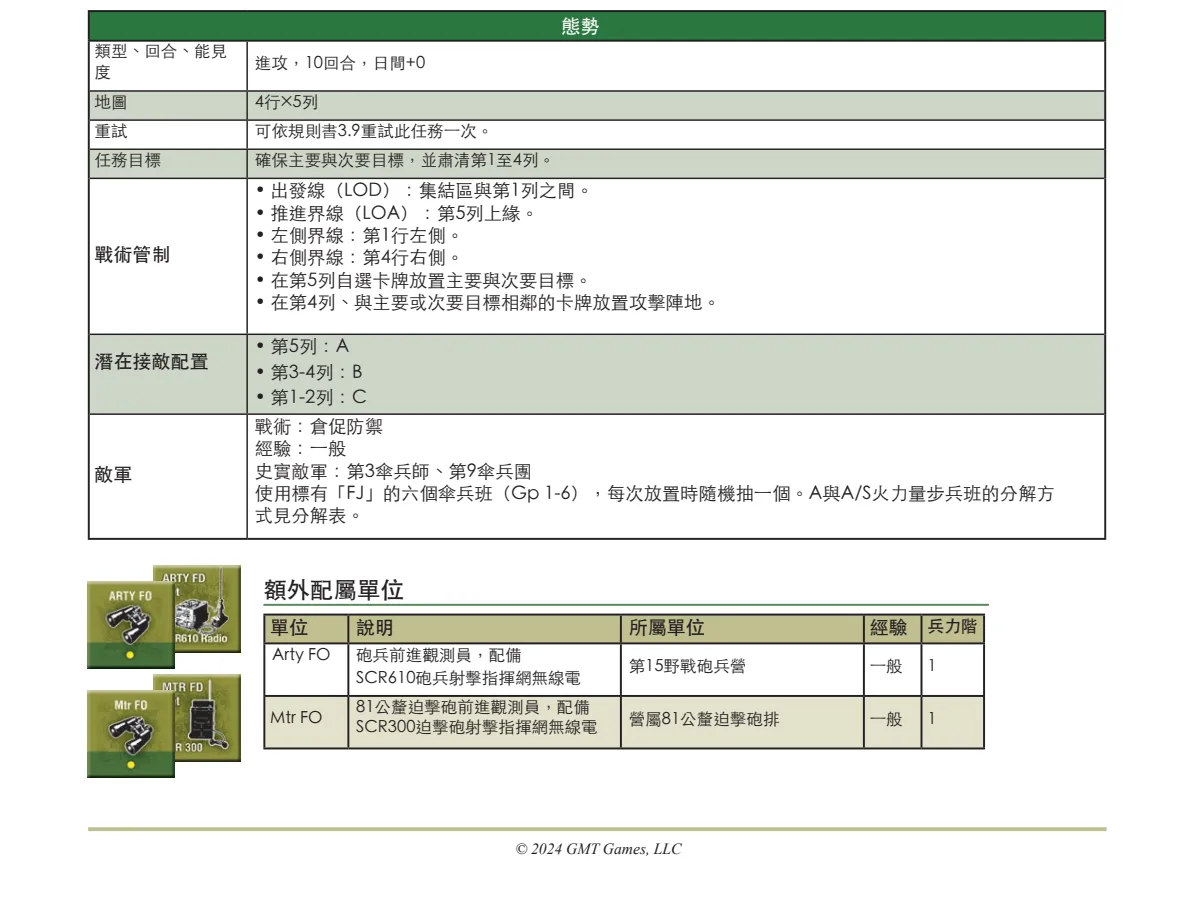 態勢
類型、回合、能見
度
進攻，10回合，日間+0
地圖
4行×5列
重試
可依規則書3.9重試此任務一次。
任務目標
確保主要與次要目標，並肅清第1至4列。
戰術管制
• 出發線（LOD）：集結區與第1列之間。
• 推進界線（LOA）：第5列上緣。
• 左側界線：第1行左側。
• 右側界線：第4行右側。
• 在第5列自選卡牌放置主要與次要目標。
• 在第4列、與主要或次要目標相鄰的卡牌放置攻擊陣地。
潛在接敵配置
• 第5列：A
• 第3-4列：B
• 第1-2列：C
敵軍
戰術：倉促防禦
經驗：一般
史實敵軍：第3傘兵師、第9傘兵團
使用標有「FJ」的六個傘兵班（Gp 1-6），每次放置時隨機抽一個。A與A/S火力量步兵班的分解方
式見分解表。
ARTY FD
t
R610 Radio
ARTY FO
MTR FD
t
R 300
Mtr FO
額外配屬單位
單位 說明 所屬單位 經驗 兵力階
Arty FO
砲兵前進觀測員，配備
SCR610砲兵射擊指揮網無線電
第15野戰砲兵營
一般
1
Mtr FO
81公釐迫擊砲前進觀測員，配備
SCR300迫擊砲射擊指揮網無線電
營屬81公釐迫擊砲排
一般
1
© 2024 GMT Games, LLC